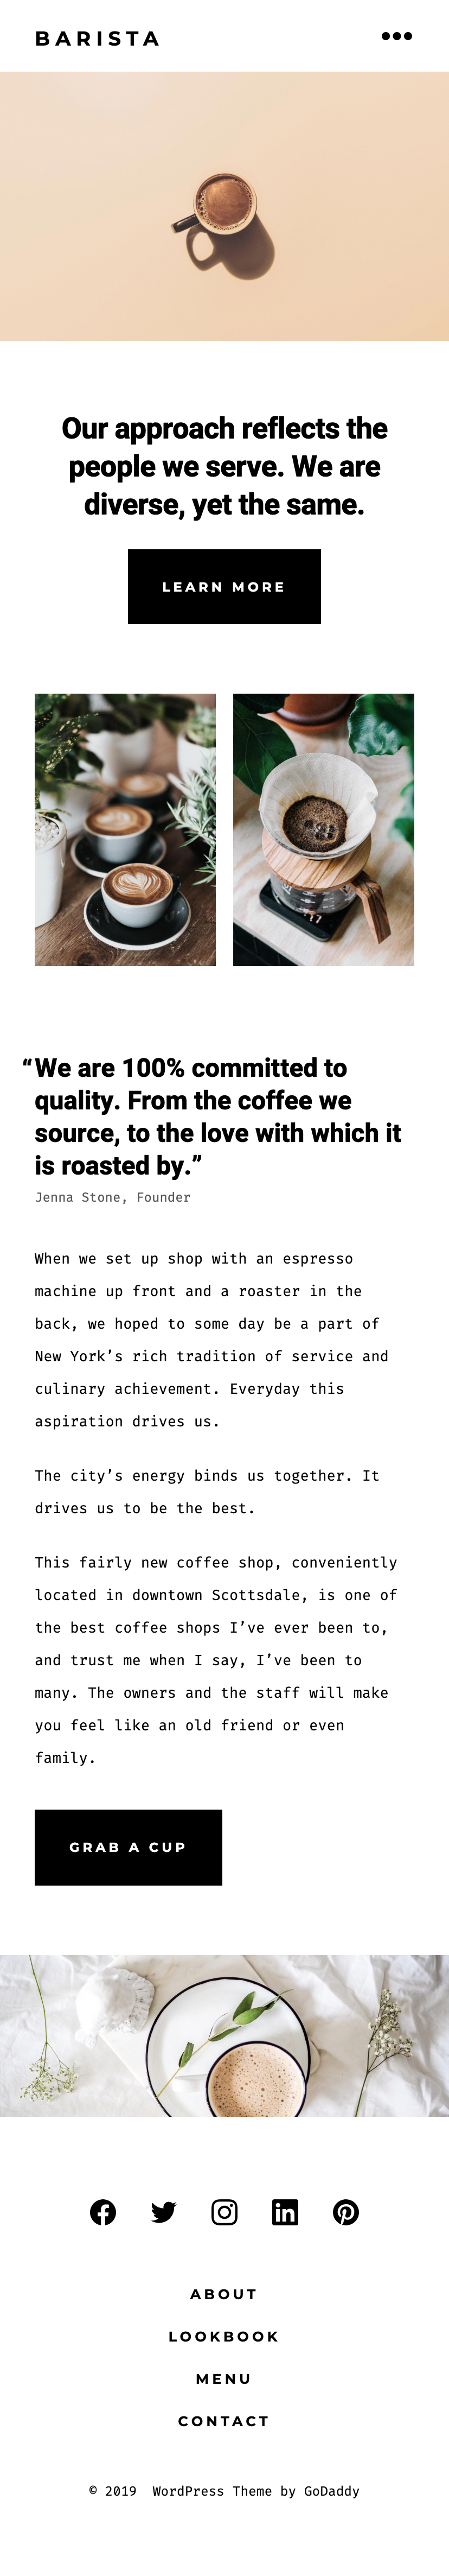 BARISTA
Our approach reflects the
people we serve. We are
diverse, yet the same.
LEARN MORE
“We are 100% committed to
quality. From the coffee we
source, to the love with which it
is roasted by.”
Jenna Stone, Founder
When we set up shop with an espresso
machine up front and a roaster in the
back, we hoped to some day be a part of
New York’s rich tradition of service and
culinary achievement. Everyday this
aspiration drives us.
The city’s energy binds us together. It
drives us to be the best.
This fairly new coffee shop, conveniently
located in downtown Scottsdale, is one of
the best coffee shops I’ve ever been to,
and trust me when I say, I’ve been to
many. The owners and the staff will make
you feel like an old friend or even
family.
GRAB A CUP
ABOUT
LOOKBOOK
MENU
CONTACT
© 2019  WordPress Theme by GoDaddy